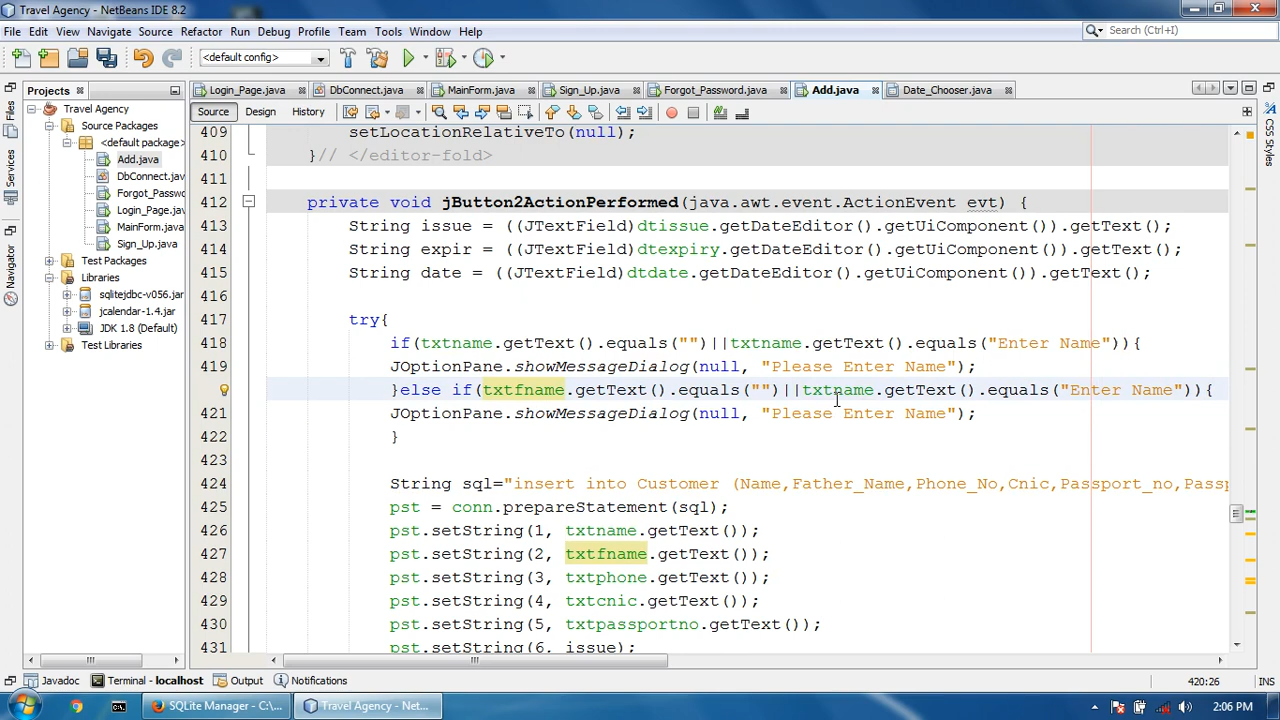 Travel Agency - NetBeans IDE 8.2
File Edit View Navigate Source Refactor Run Debug Profile Team Tools Window Help
Search (Ctrl+I)
<default config>
Projects
Login_Page.java
DbConnect.java
MainForm.java
Sign_Up.java
Forgot_Password.java
Add.java
Date_Chooser.java
Source Design History
Files
Services
Navigator
CSS Styles
Travel Agency
Source Packages
<default package>
Add.java
DbConnect.java
Forgot_Passwo
Login_Page.java
MainForm.java
Sign_Up.java
Test Packages
Libraries
sqlitejdbc-v056.jar
jcalendar-1.4.jar
JDK 1.8 (Default)
Test Libraries
409 setLocationRelativeTo(null);
410 }// </editor-fold>
411
412 private void jButton2ActionPerformed(java.awt.event.ActionEvent evt) {
413 String issue = ((JTextField)dtissue.getDateEditor().getUiComponent()).getText();
414 String expir = ((JTextField)dtexpiry.getDateEditor().getUiComponent()).getText();
415 String date = ((JTextField)dtdate.getDateEditor().getUiComponent()).getText();
416
417 try{
418 if(txtname.getText().equals("")||txtname.getText().equals("Enter Name")){
419 JOptionPane.showMessageDialog(null, "Please Enter Name");
}else if(txtfname.getText().equals("")||txtname.getText().equals("Enter Name")){
421 JOptionPane.showMessageDialog(null, "Please Enter Name");
422 }
423
424 String sql="insert into Customer (Name,Father_Name,Phone_No,Cnic,Passport_no,Passp
425 pst = conn.prepareStatement(sql);
426 pst.setString(1, txtname.getText());
427 pst.setString(2, txtfname.getText());
428 pst.setString(3, txtphone.getText());
429 pst.setString(4, txtcnic.getText());
430 pst.setString(5, txtpassportno.getText());
431 pst.setString(6, issue);
Javadoc
Terminal - localhost
Output
Notifications
420:26
INS
SQLite Manager - C:\...
Travel Agency - Net...
2:06 PM